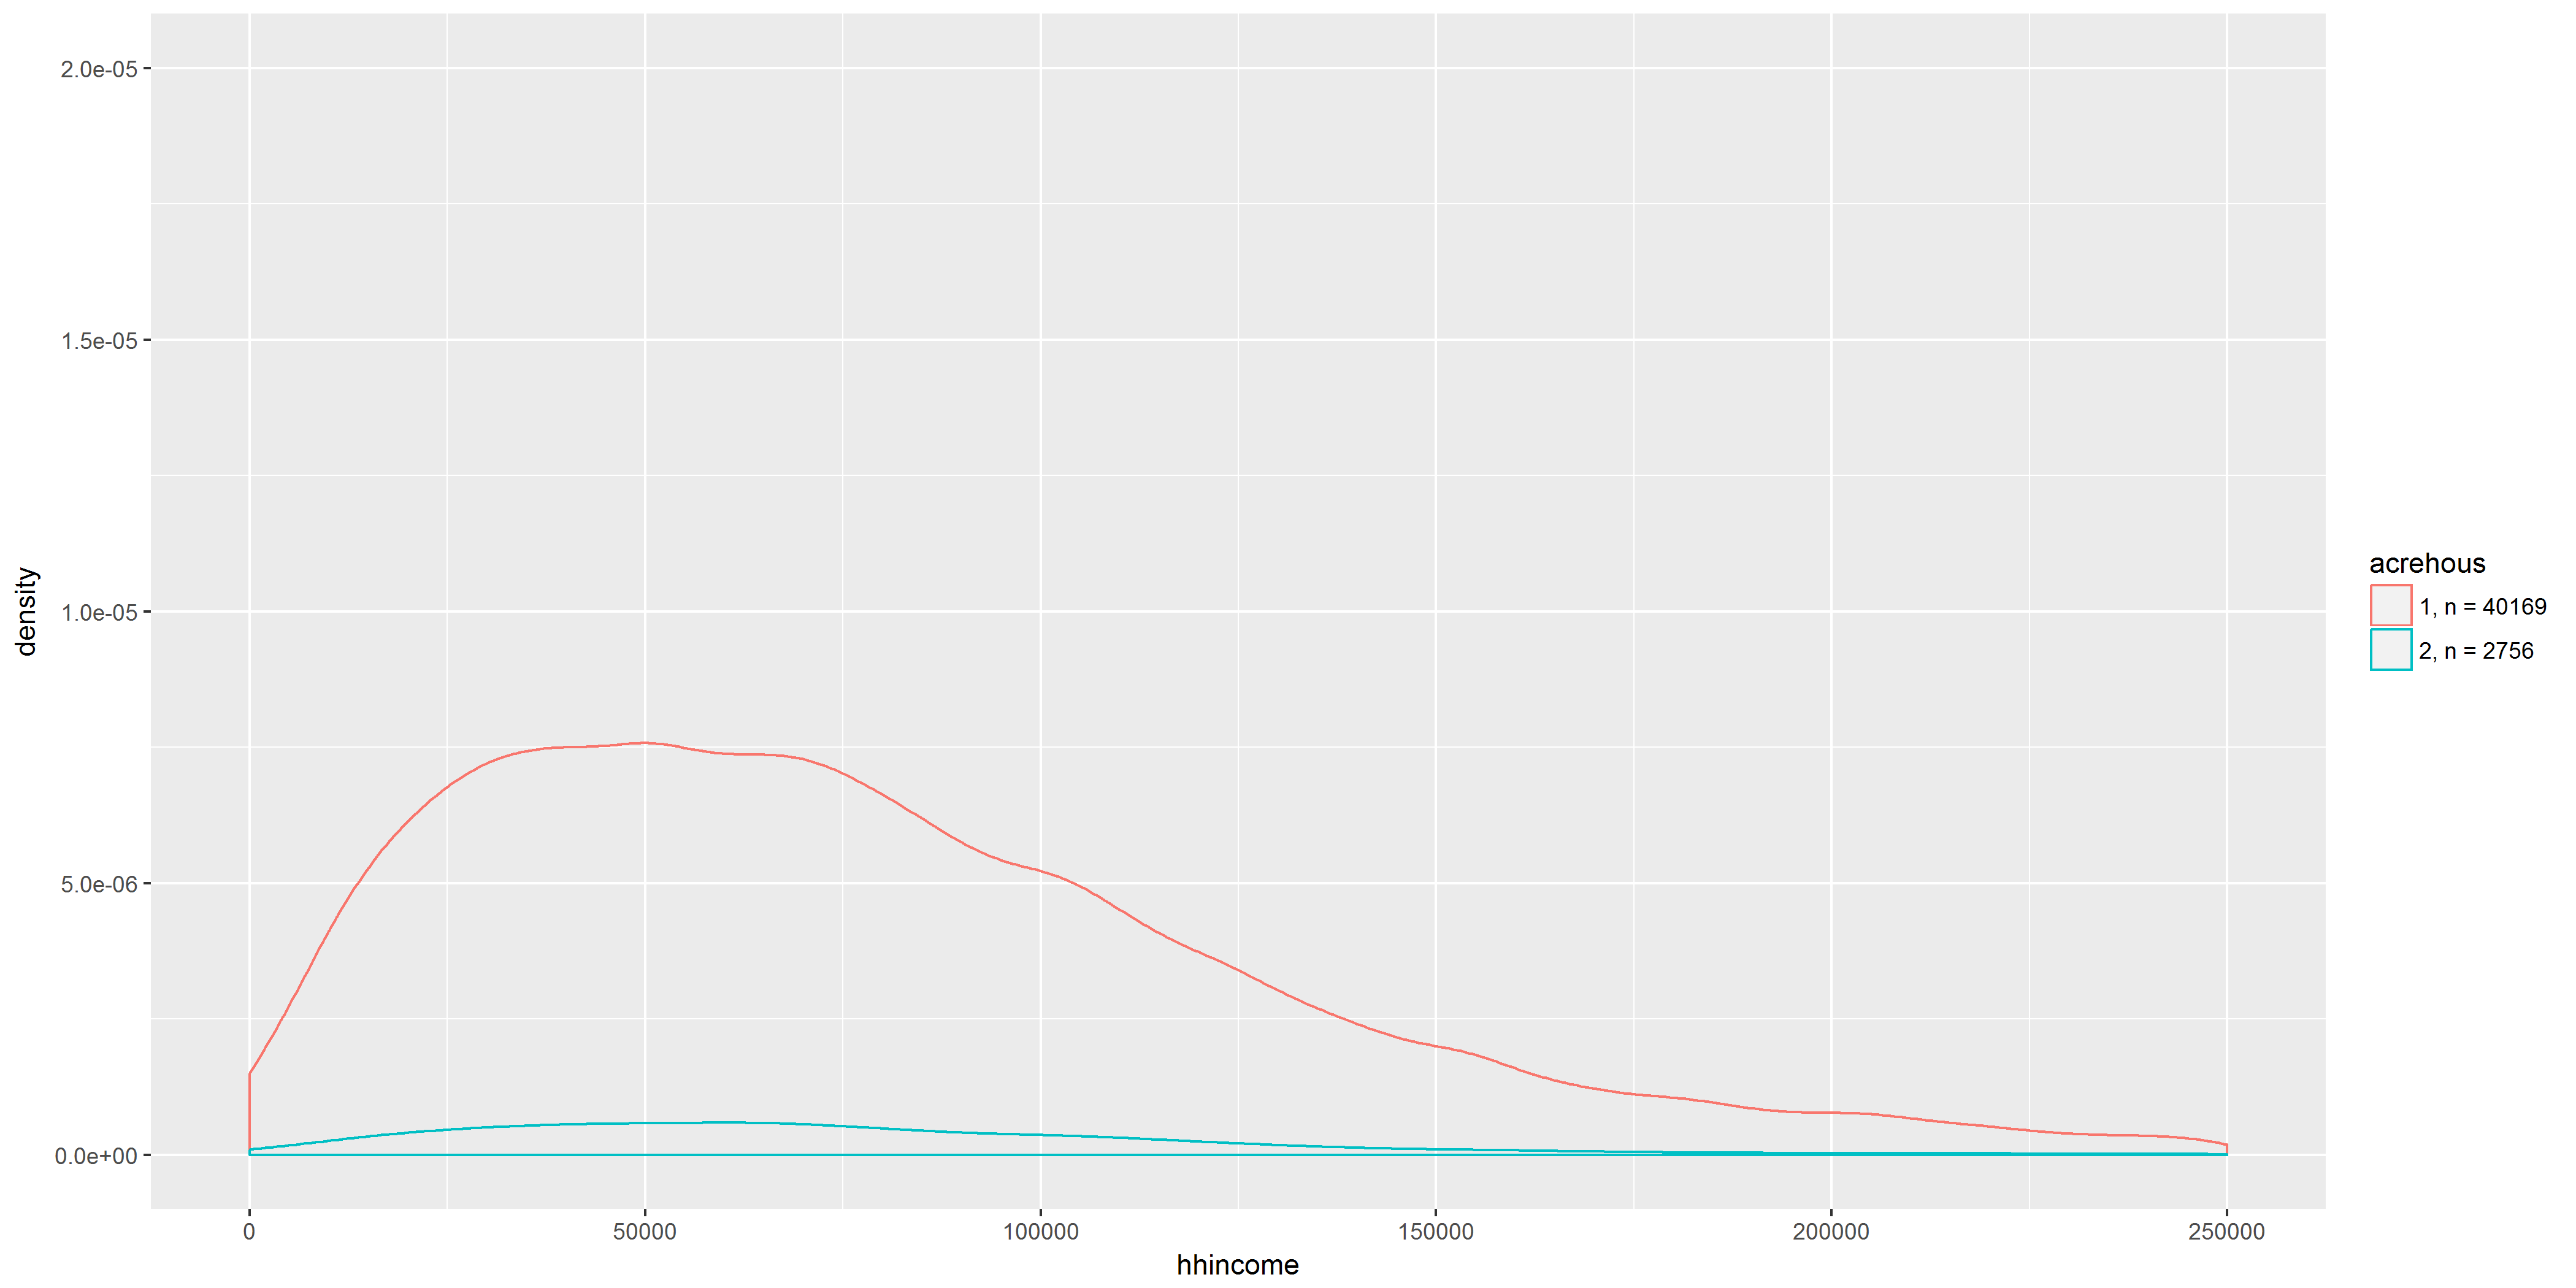 2.0e-05
1.5e-05
1.0e-05
5.0e-06
0.0e+00
density
0 50000 100000 150000 200000 250000
hhincome
acrehous
1, n = 40169
2, n = 2756